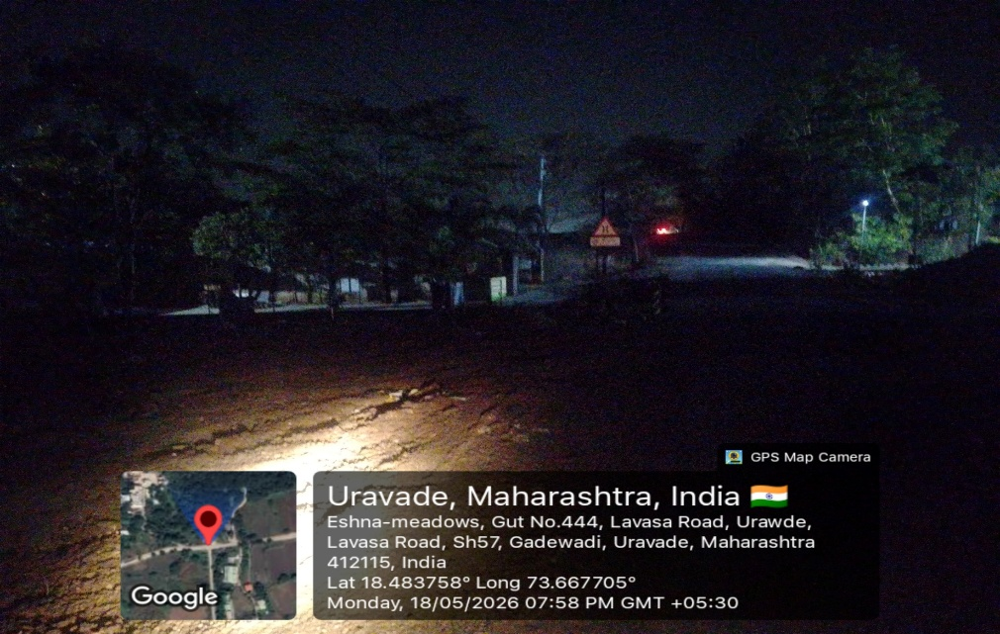 GPS Map Camera
Uravade, Maharashtra, India
Eshna-meadows, Gut No.444, Lavasa Road, Urawde,
Lavasa Road, Sh57, Gadewadi, Uravade, Maharashtra
412115, India
Lat 18.483758° Long 73.667705°
Monday, 18/05/2026 07:58 PM GMT +05:30
Google